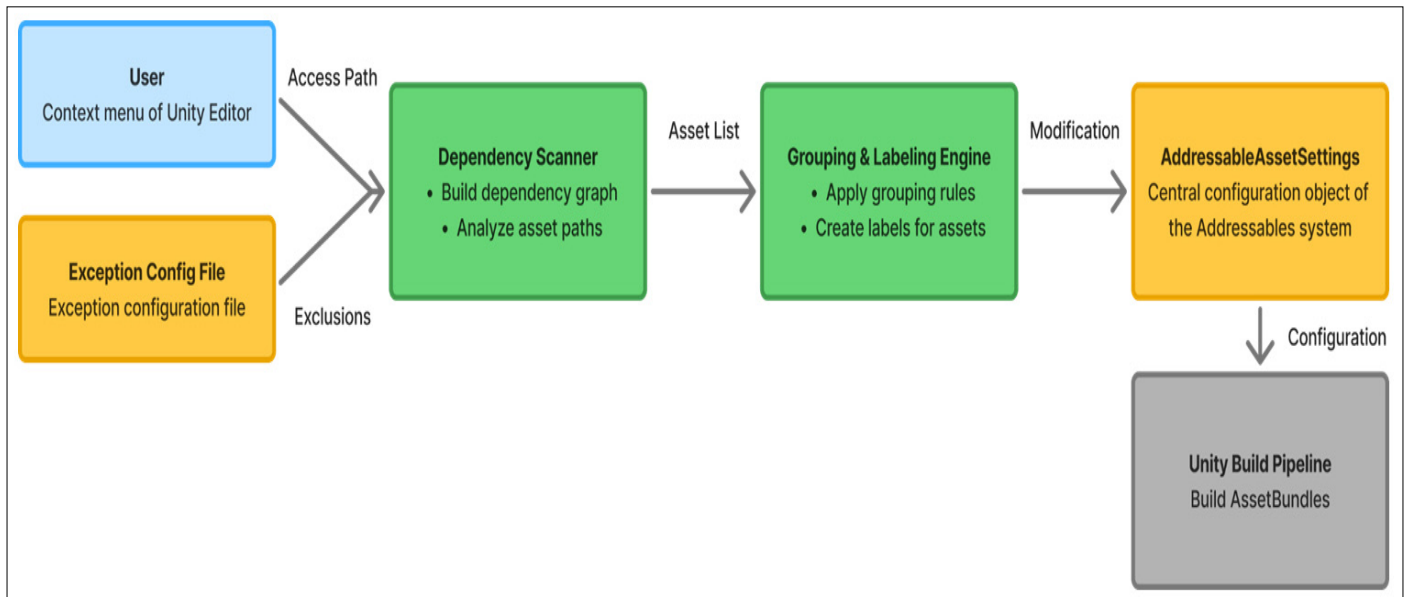 User
Context menu of Unity Editor
Access Path
Exception Config File
Exception configuration file
Exclusions
Dependency Scanner
• Build dependency graph
• Analyze asset paths
Asset List
Grouping & Labeling Engine
• Apply grouping rules
• Create labels for assets
Modification
AddressableAssetSettings
Central configuration object of
the Addressables system
Configuration
Unity Build Pipeline
Build AssetBundles